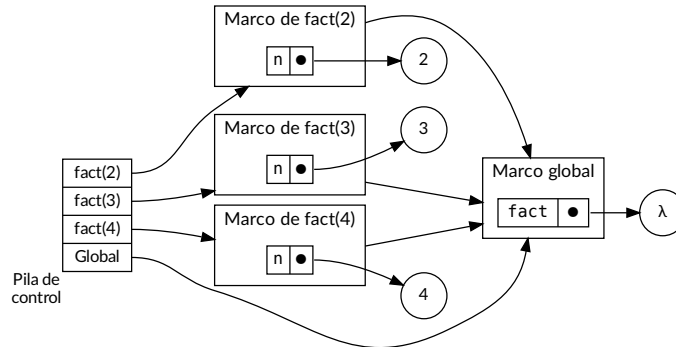 Marco de fact(2)
n
2
Marco de fact(3)
n
3
Marco de fact(4)
n
4
Marco global
fact
λ
fact(2)
fact(3)
fact(4)
Global
Pila de
control